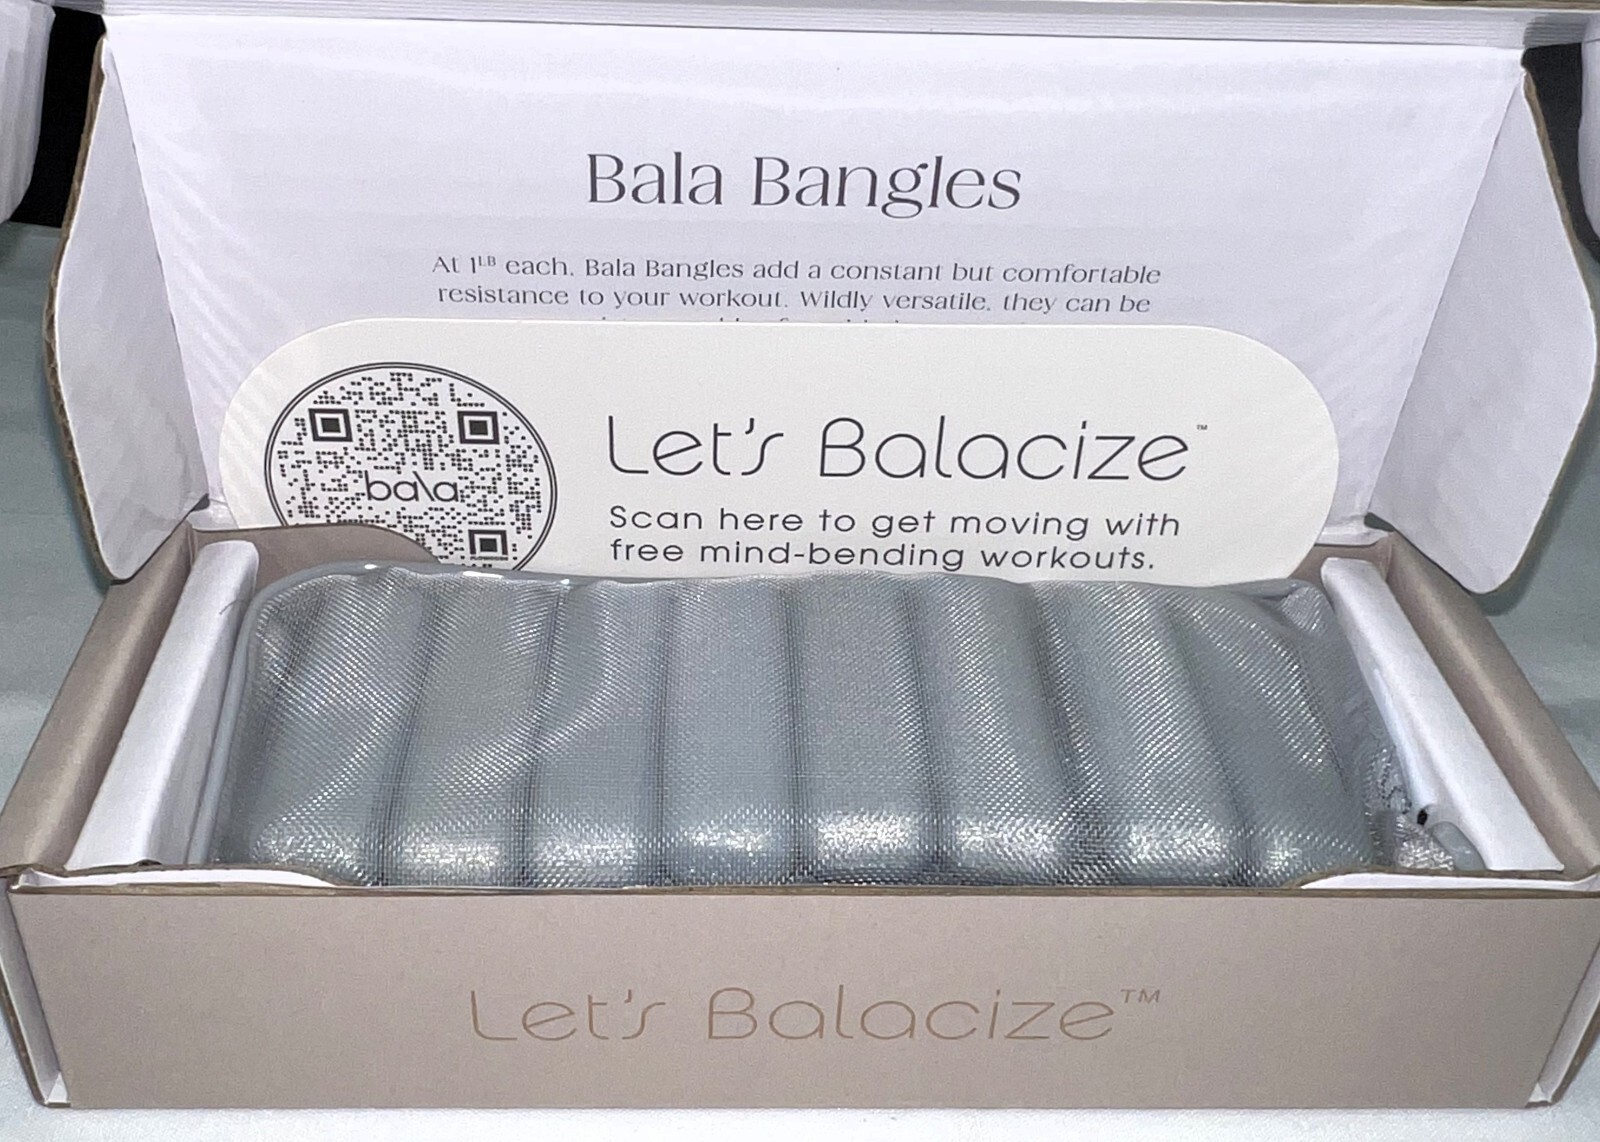 Bala Bangles
At 1LB each. Bala Bangles add a constant but comfortable
resistance to your workout. Wildly versatile, they can be
bala
Let's Balacize™
Scan here to get moving with
free mind-bending workouts.
Let's Balacize™